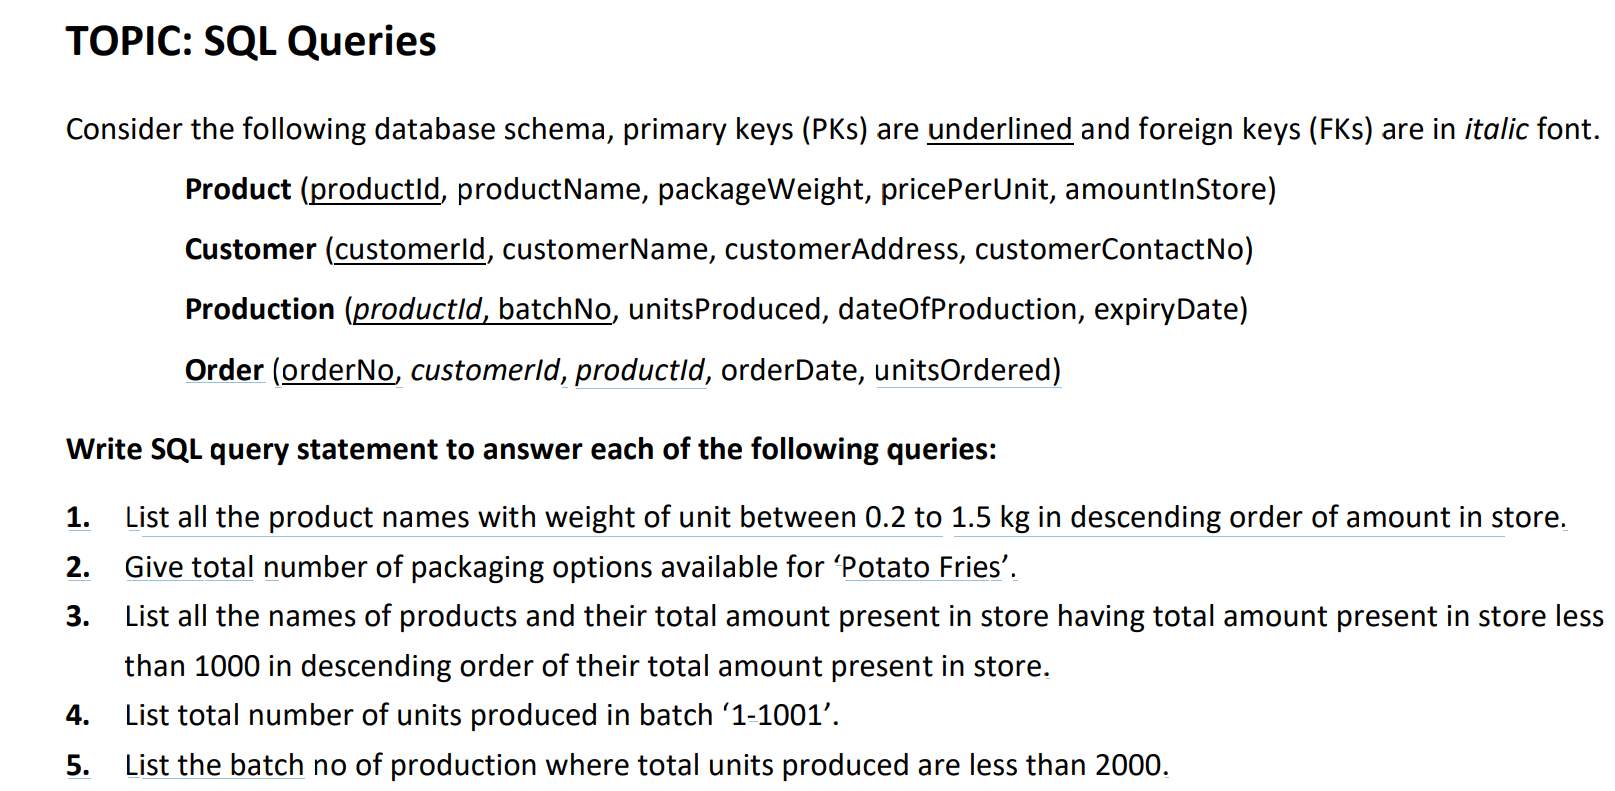 TOPIC: SQL Queries
Consider the following database schema, primary keys (PKs) are underlined and foreign keys (FKs) are in italic font.
Product (productId, productName, packageWeight, pricePerUnit, amountInStore)
Customer (customerId, customerName, customerAddress, customerContactNo)
Production (productId, batchNo, unitsProduced, dateOfProduction, expiryDate)
Order (orderNo, customerId, productId, orderDate, unitsOrdered)
Write SQL query statement to answer each of the following queries:
1. List all the product names with weight of unit between 0.2 to 1.5 kg in descending order of amount in store.
2. Give total number of packaging options available for ‘Potato Fries’.
3. List all the names of products and their total amount present in store having total amount present in store less
than 1000 in descending order of their total amount present in store.
4. List total number of units produced in batch ‘1-1001’.
5. List the batch no of production where total units produced are less than 2000.